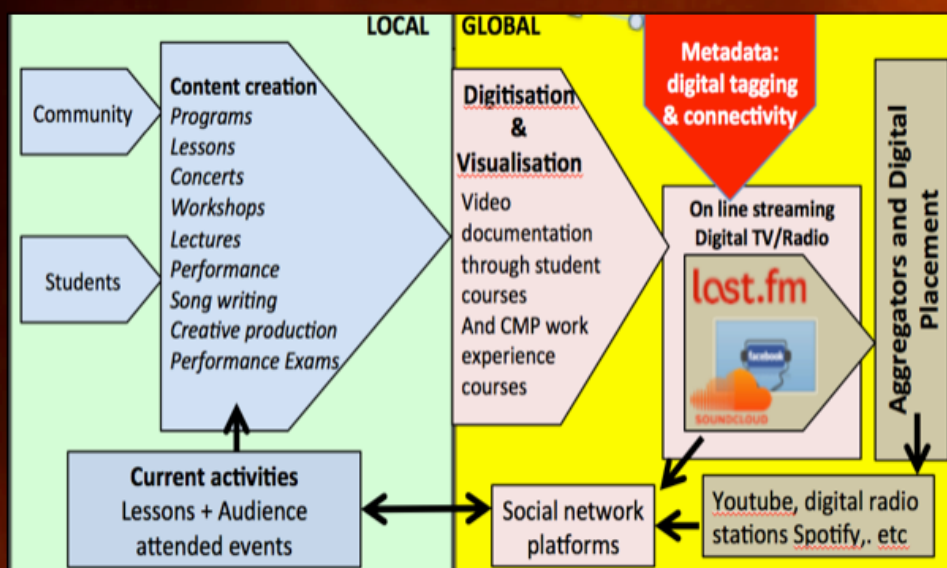 LOCAL
GLOBAL
Community
Students
Content creation
Programs
Lessons
Concerts
Workshops
Lectures
Performance
Song writing
Creative production
Performance Exams
Current activities
Lessons + Audience
attended events
Digitisation
&
Visualisation
Video
documentation
through student
courses
And CMP work
experience
courses
Metadata:
digital tagging
& connectivity
On line streaming
Digital TV/Radio
lost.fm
facebook
SOUNDCLOUD
Aggregators and Digital
Placement
Social network
platforms
Youtube, digital radio
stations Spotify,. etc